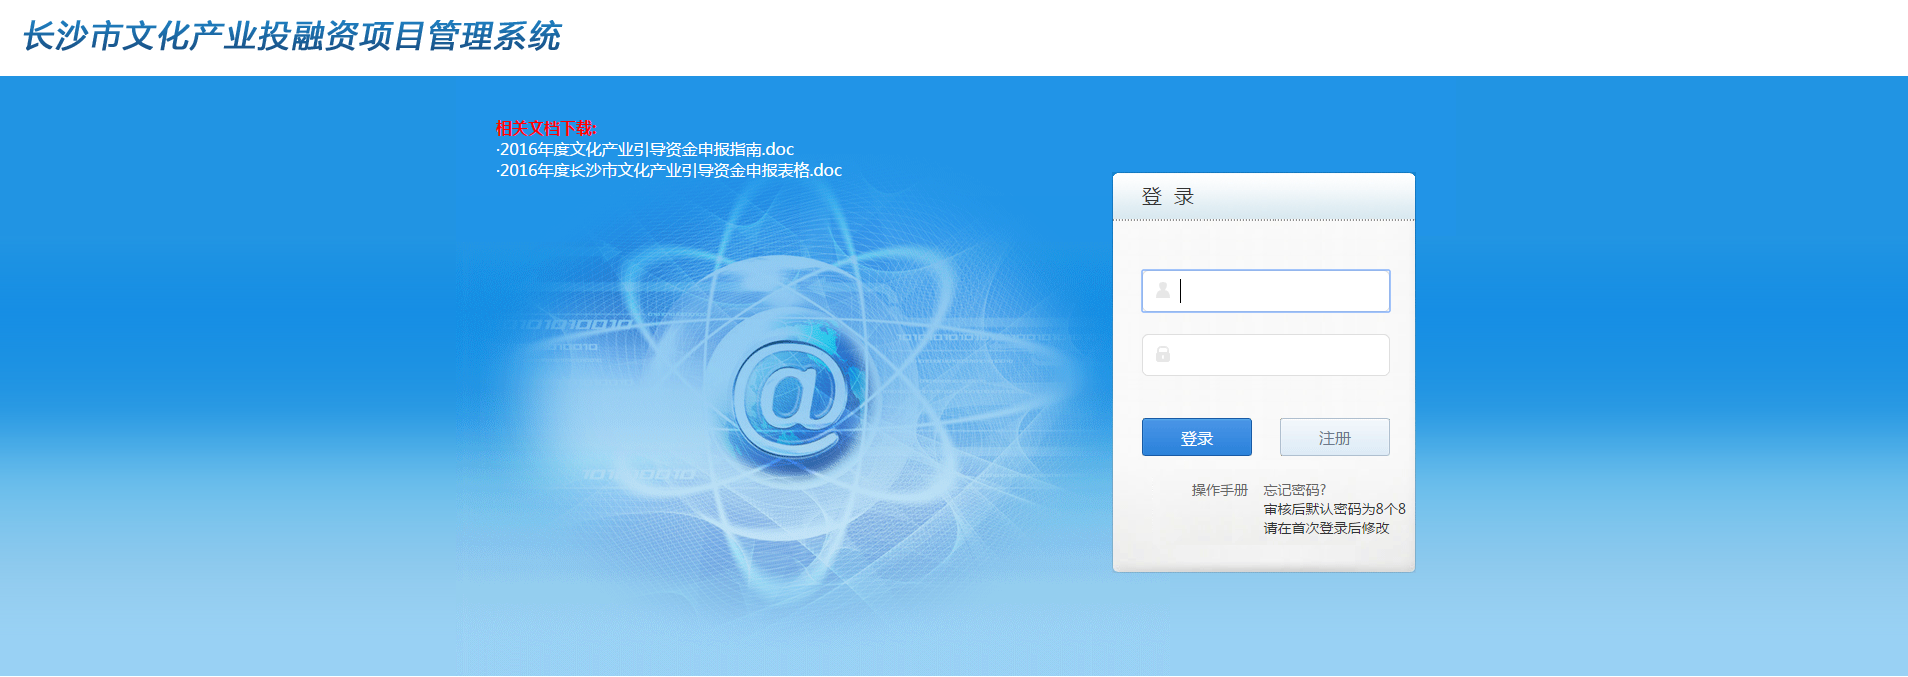 长沙市文化产业投融资项目管理系统
相关文档下载:
·2016年度文化产业引导资金申报指南.doc
·2016年度长沙市文化产业引导资金申报表格.doc
登 录
登录
注册
操作手册 忘记密码?
审核后默认密码为8个8
请在首次登录后修改
@
01010010
0010
101010010